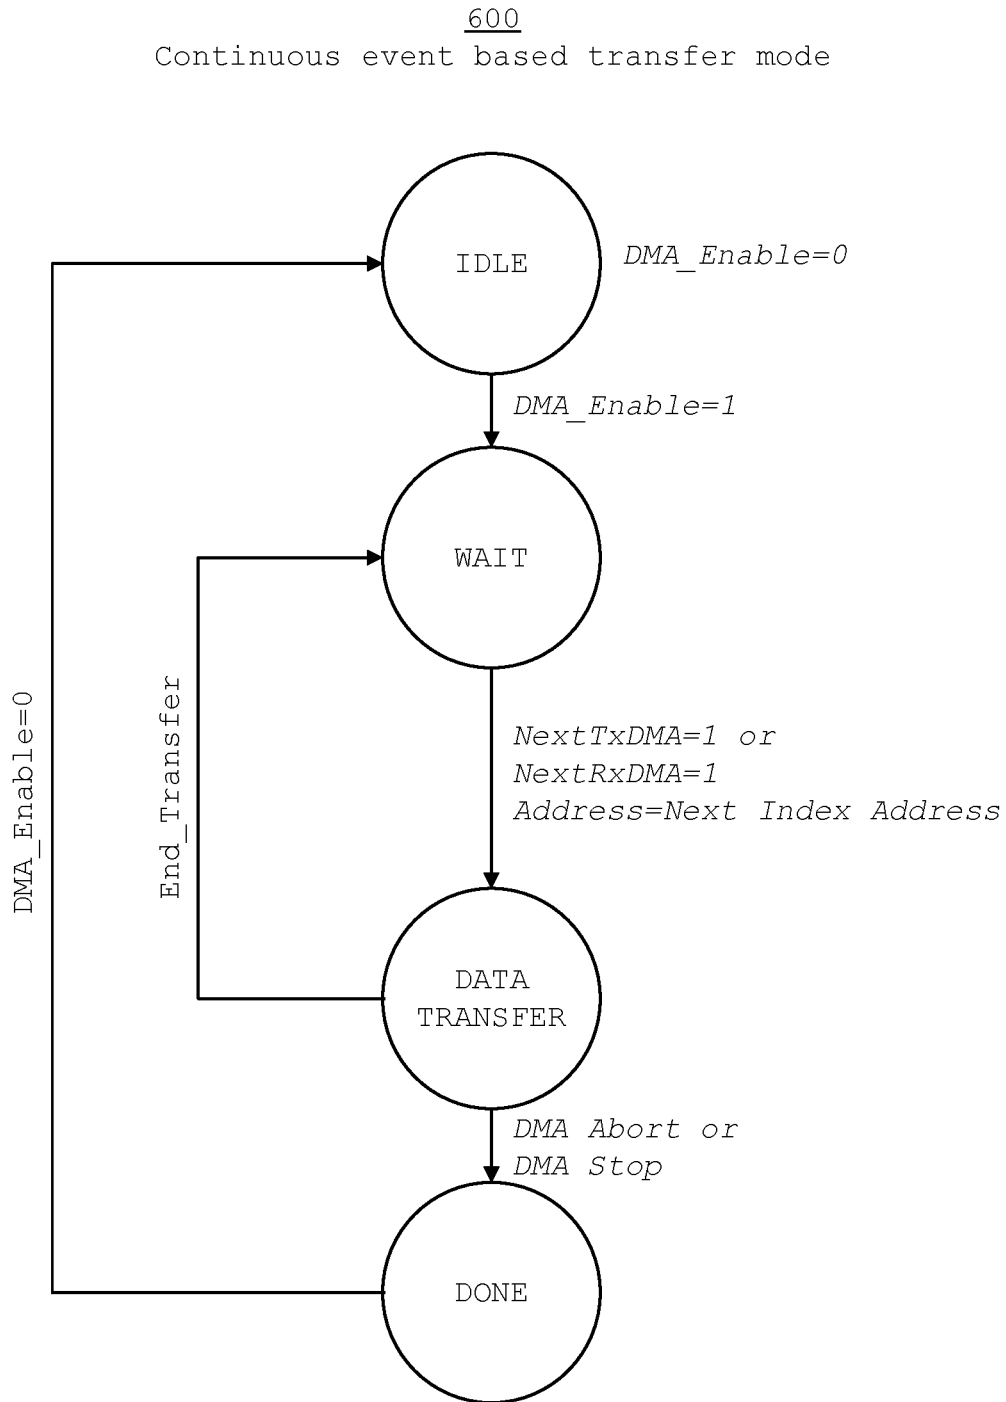 600
Continuous event based transfer mode
IDLE
DMA_Enable=0
DMA_Enable=1
WAIT
NextTxDMA=1 or
NextRxDMA=1
Address=Next Index Address
End_Transfer
DMA_Enable=0
DATA
TRANSFER
DMA Abort or
DMA Stop
DONE